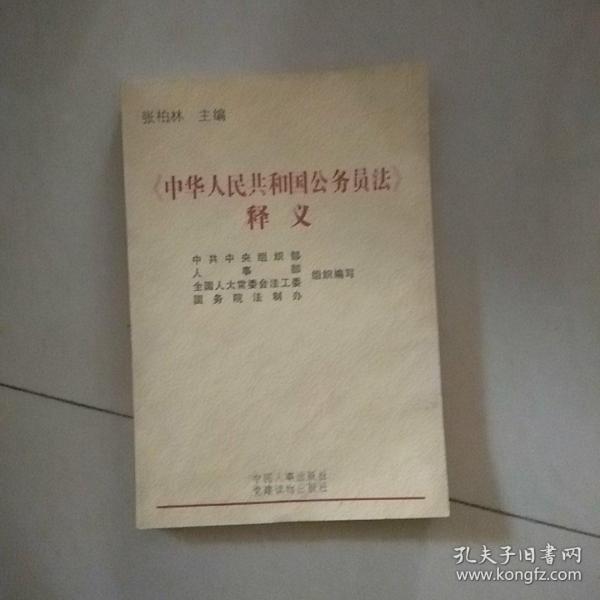 张柏林 主编
《中华人民共和国公务员法》
释义
中共中央组织部
人事部
全国人大常委会法工委
国务院法制办
组织编写
中国人事出版社
党建读物出版社
孔夫子旧书网
www.kongfz.com